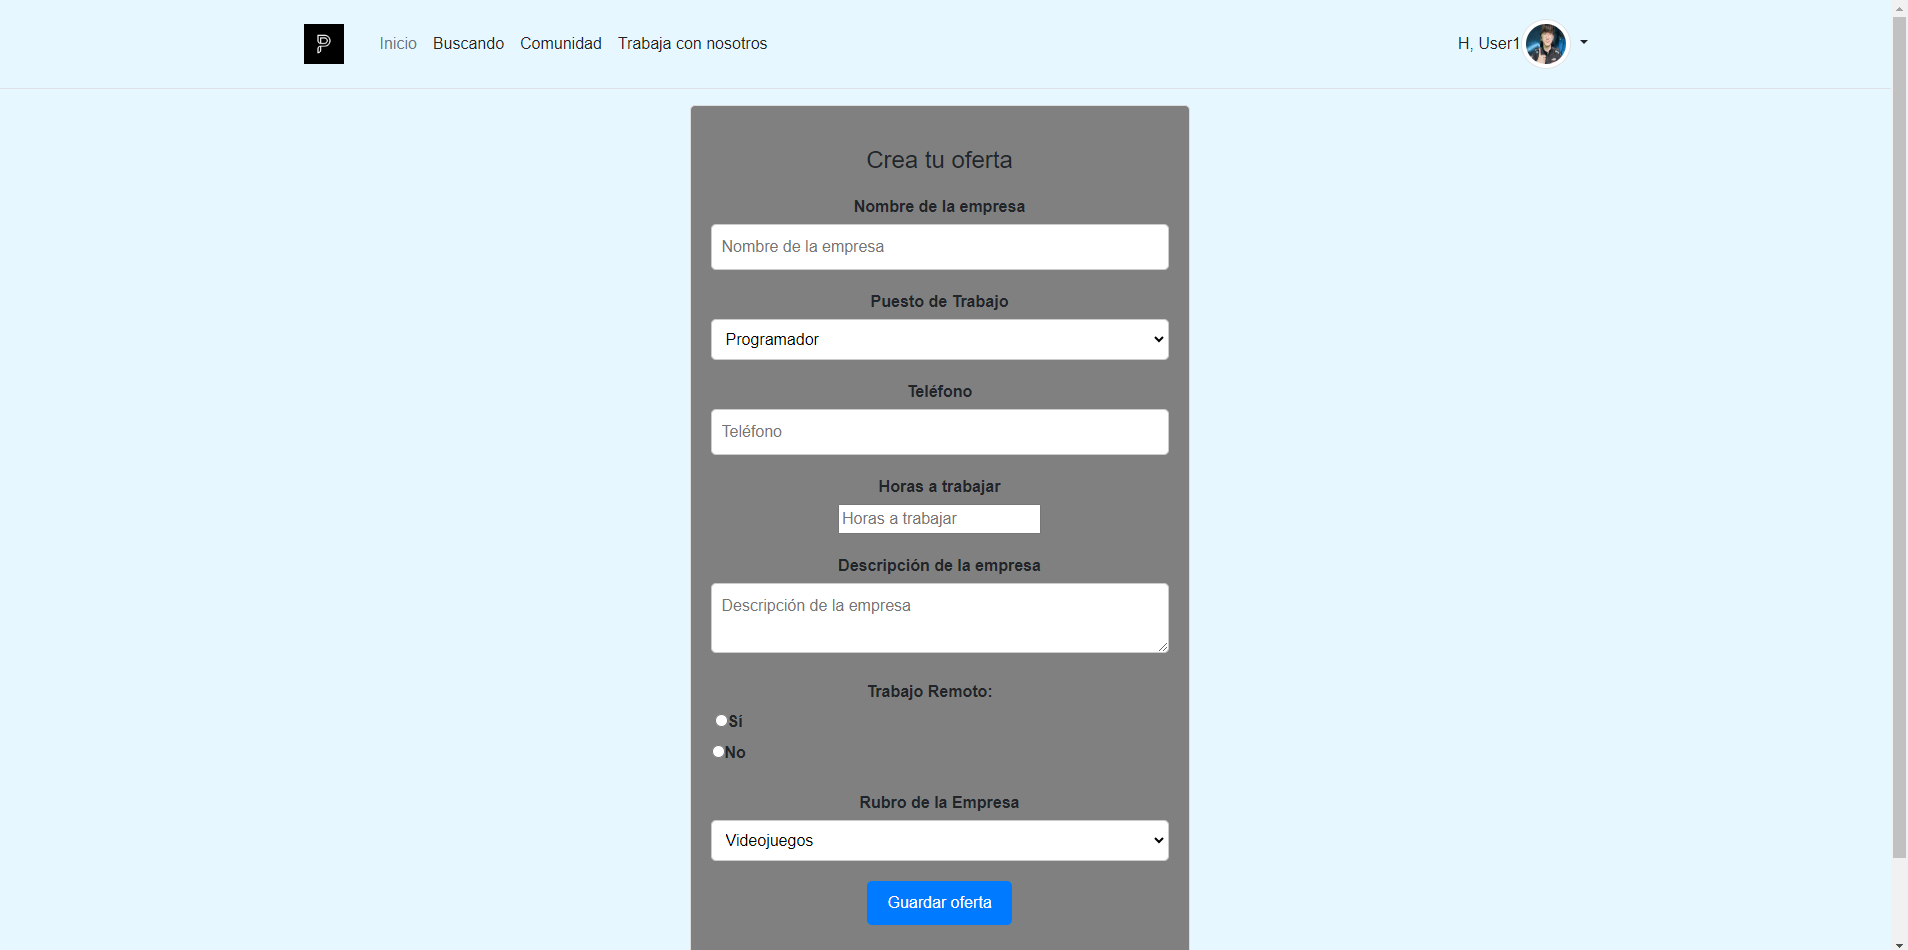 P
Inicio Buscando Comunidad Trabaja con nosotros
H, User1
Crea tu oferta
Nombre de la empresa
Nombre de la empresa
Puesto de Trabajo
Programador
Teléfono
Teléfono
Horas a trabajar
Horas a trabajar
Descripción de la empresa
Descripción de la empresa
Trabajo Remoto:
Sí
No
Rubro de la Empresa
Videojuegos
Guardar oferta